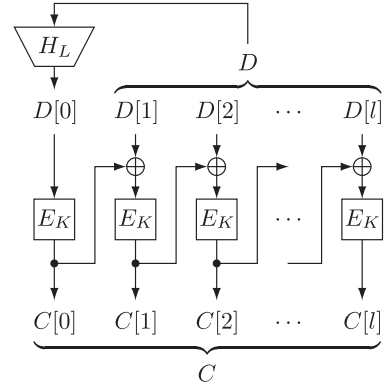 H_L
D
D[0] D[1] D[2] ··· D[l]
E_K E_K E_K ··· E_K
C[0] C[1] C[2] ··· C[l]
C